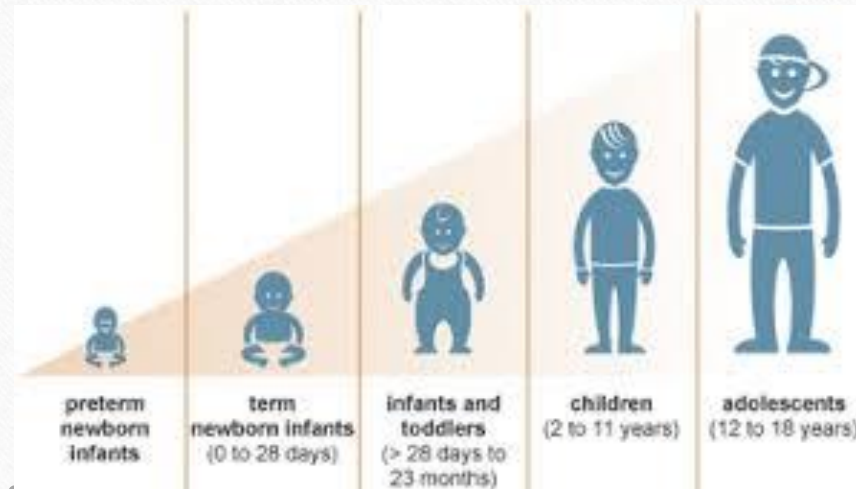 preterm
newborn
infants
term
newborn infants
(0 to 28 days)
infants and
toddlers
(> 28 days to
23 months)
children
(2 to 11 years)
adolescents
(12 to 18 years)